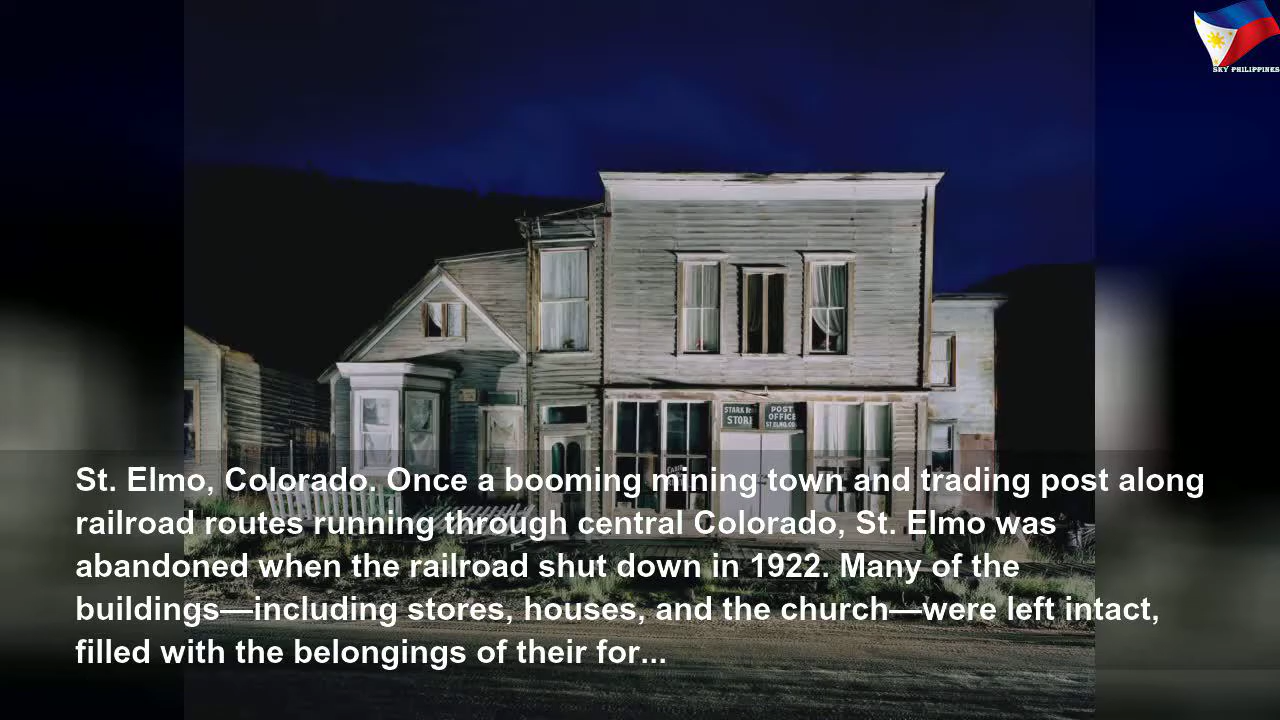 SKY PHILIPPINES
STARK B
STORE
POST
OFFICE
ST ELMO, CO.
St. Elmo, Colorado. Once a booming mining town and trading post along
railroad routes running through central Colorado, St. Elmo was
abandoned when the railroad shut down in 1922. Many of the
buildings—including stores, houses, and the church—were left intact,
filled with the belongings of their for...